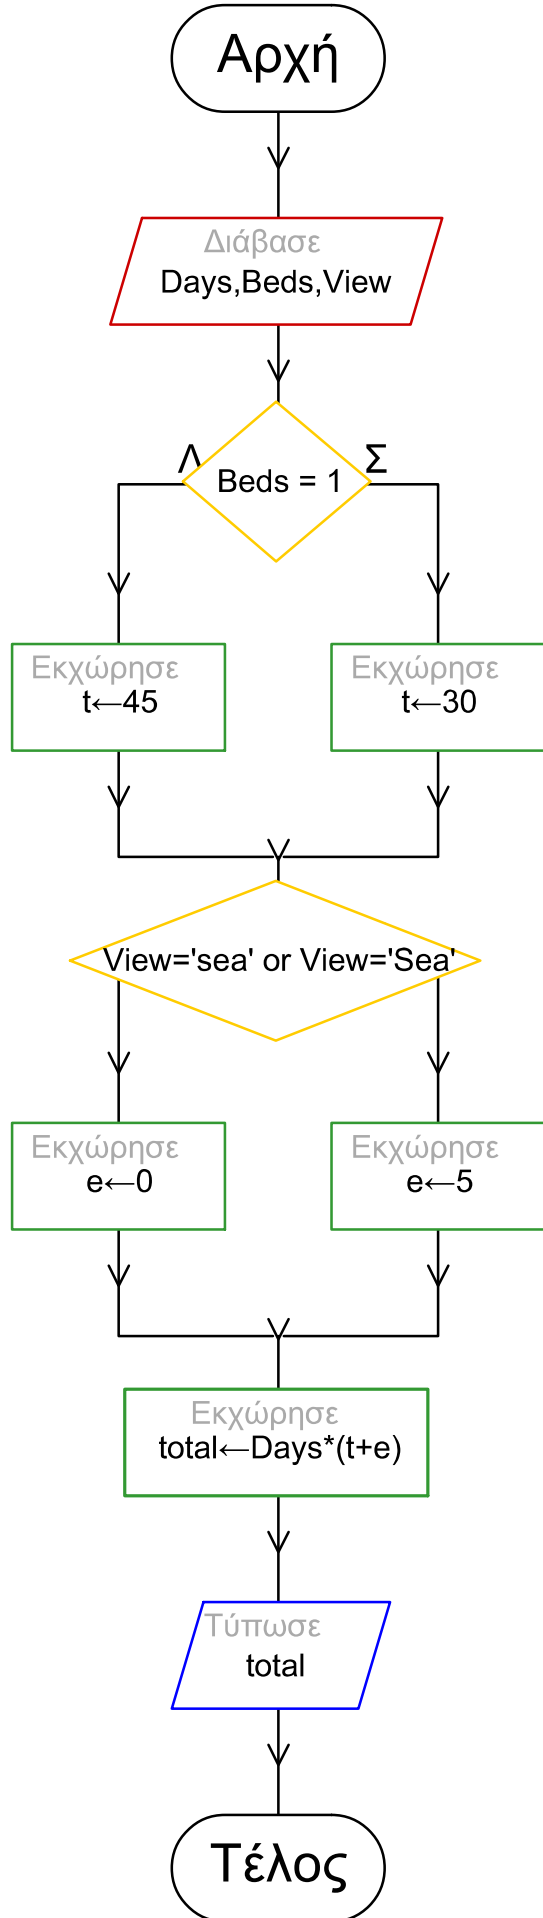 Αρχή
Διάβασε
Days,Beds,View
Λ
Σ
Beds = 1
Εκχώρησε
t←45
Εκχώρησε
t←30
View='sea' or View='Sea'
Εκχώρησε
e←0
Εκχώρησε
e←5
Εκχώρησε
total←Days*(t+e)
Τύπωσε
total
Τέλος